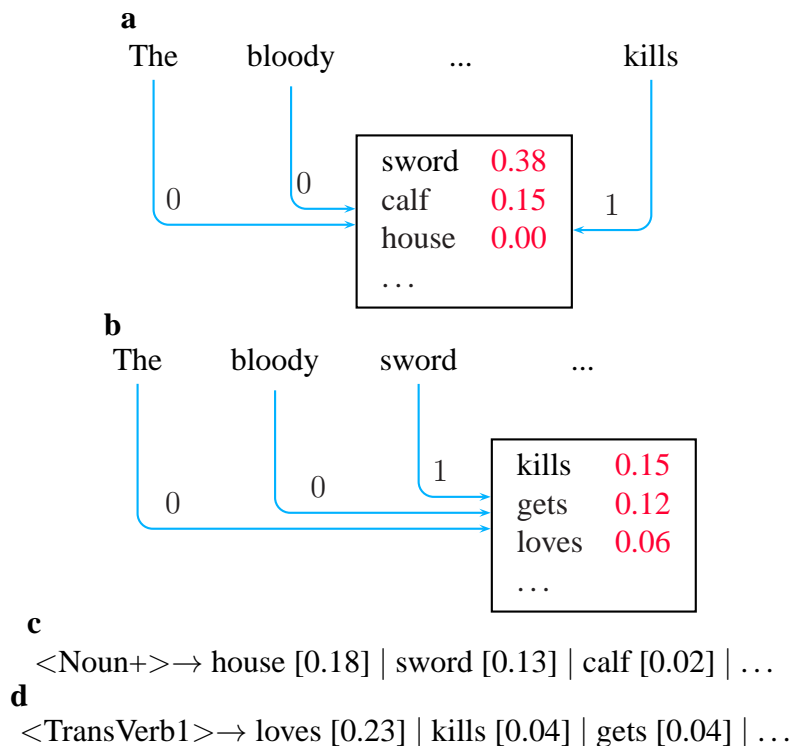 a
The bloody ... kills
0 0 1
sword 0.38
calf 0.15
house 0.00
...
b
The bloody sword ...
0 0 1
kills 0.15
gets 0.12
loves 0.06
...
c
<Noun+>→ house [0.18] | sword [0.13] | calf [0.02] | ...
d
<TransVerb1>→ loves [0.23] | kills [0.04] | gets [0.04] | ...